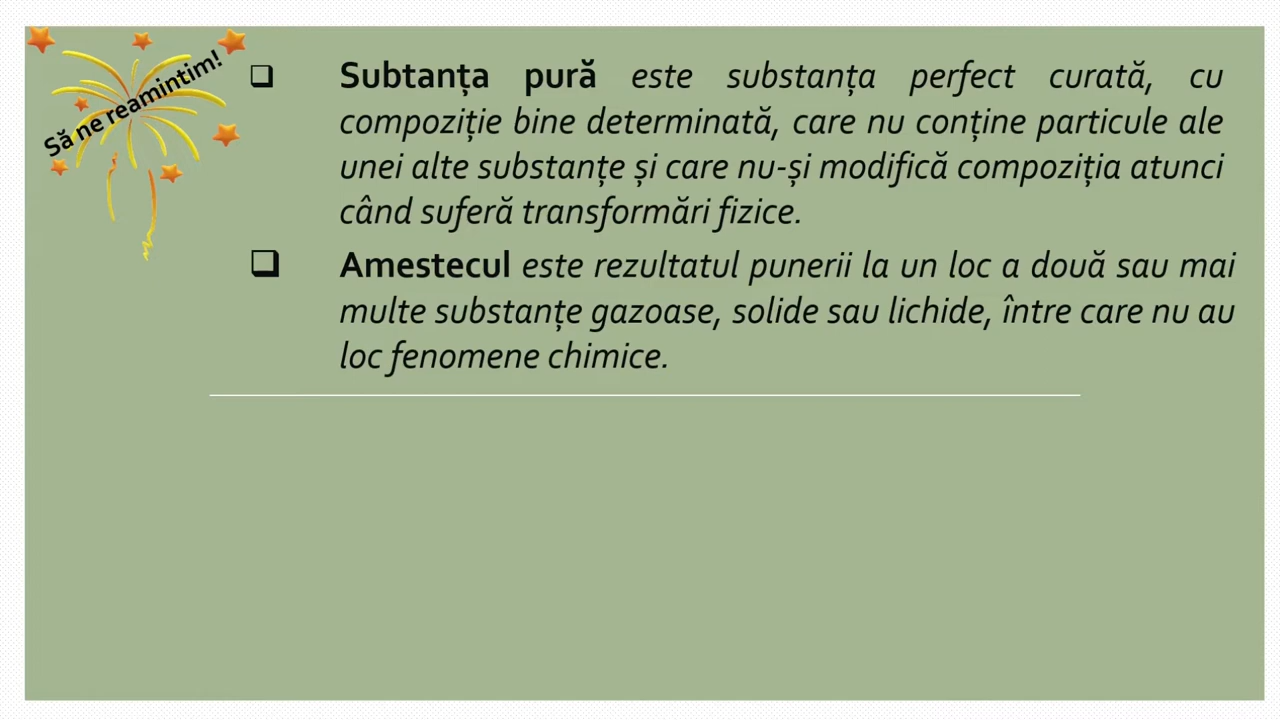 Să ne reamintim!
Subtanța pură este substanța perfect curată, cu
compoziție bine determinată, care nu conține particule ale
unei alte substanțe și care nu-și modifică compoziția atunci
când suferă transformări fizice.
Amestecul este rezultatul punerii la un loc a două sau mai
multe substanțe gazoase, solide sau lichide, între care nu au
loc fenomene chimice.